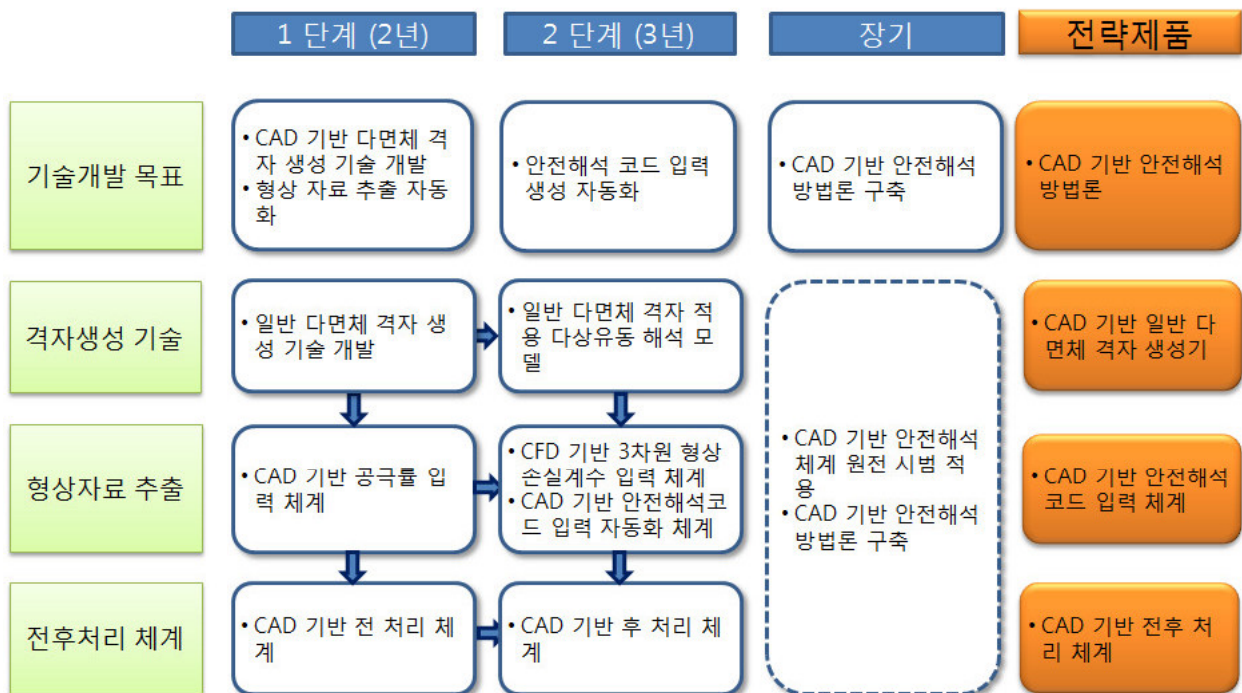 1 단계 (2년)
2 단계 (3년)
장기
전략제품
기술개발 목표
• CAD 기반 다면체 격
자 생성 기술 개발
• 형상 자료 추출 자동
화
• 안전해석 코드 입력
생성 자동화
• CAD 기반 안전해석
방법론 구축
• CAD 기반 안전해석
방법론
격자생성 기술
• 일반 다면체 격자 생
성 기술 개발
• 일반 다면체 격자 적
용 다상유동 해석 모
델
• CAD 기반 일반 다
면체 격자 생성기
형상자료 추출
• CAD 기반 공극률 입
력 체계
• CFD 기반 3차원 형상
손실계수 입력 체계
• CAD 기반 안전해석코
드 입력 자동화 체계
• CAD 기반 안전해석
체계 원전 시범 적
용
• CAD 기반 안전해석
방법론 구축
• CAD 기반 안전해석
코드 입력 체계
전후처리 체계
• CAD 기반 전 처리 체
계
• CAD 기반 후 처리 체
계
• CAD 기반 전후 처
리 체계